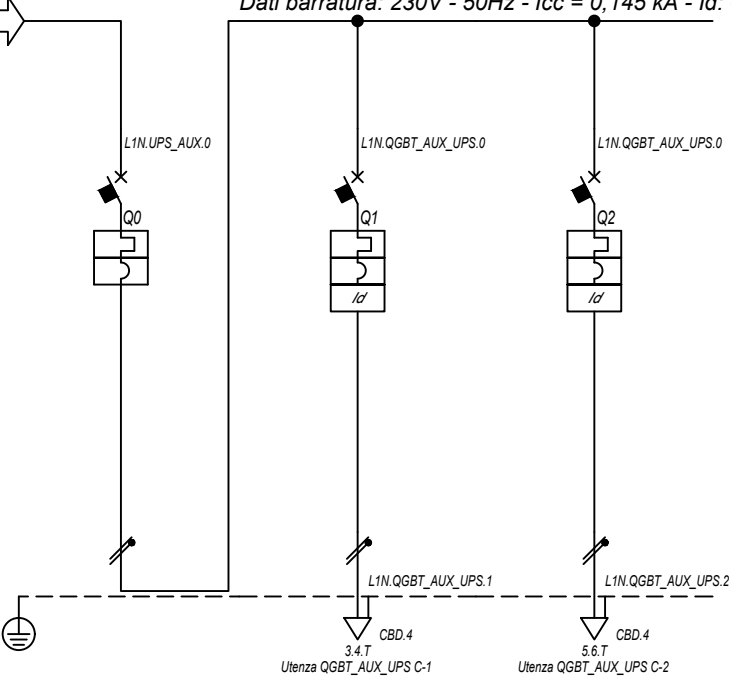 Dati barratura: 230V - 50Hz - Icc = 0,145 kA - Id:
L1N.UPS_AUX.0
L1N.QGBT_AUX_UPS.0
L1N.QGBT_AUX_UPS.0
Q0
Q1
Q2
Id
Id
L1N.QGBT_AUX_UPS.1
L1N.QGBT_AUX_UPS.2
CBD.4
CBD.4
3.4.T
5.6.T
Utenza QGBT_AUX_UPS C-1
Utenza QGBT_AUX_UPS C-2